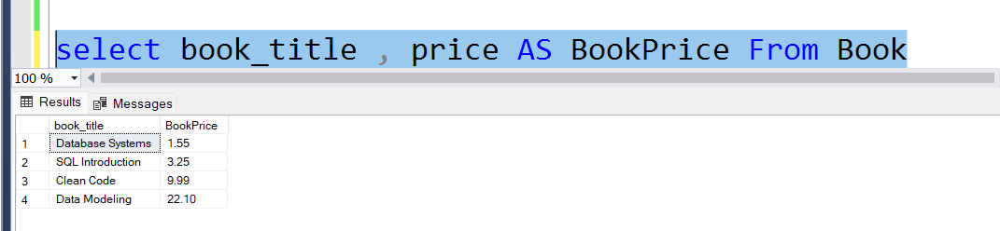 select book_title , price AS BookPrice From Book
100 %
Results Messages
book_title BookPrice
1 Database Systems 1.55
2 SQL Introduction 3.25
3 Clean Code 9.99
4 Data Modeling 22.10